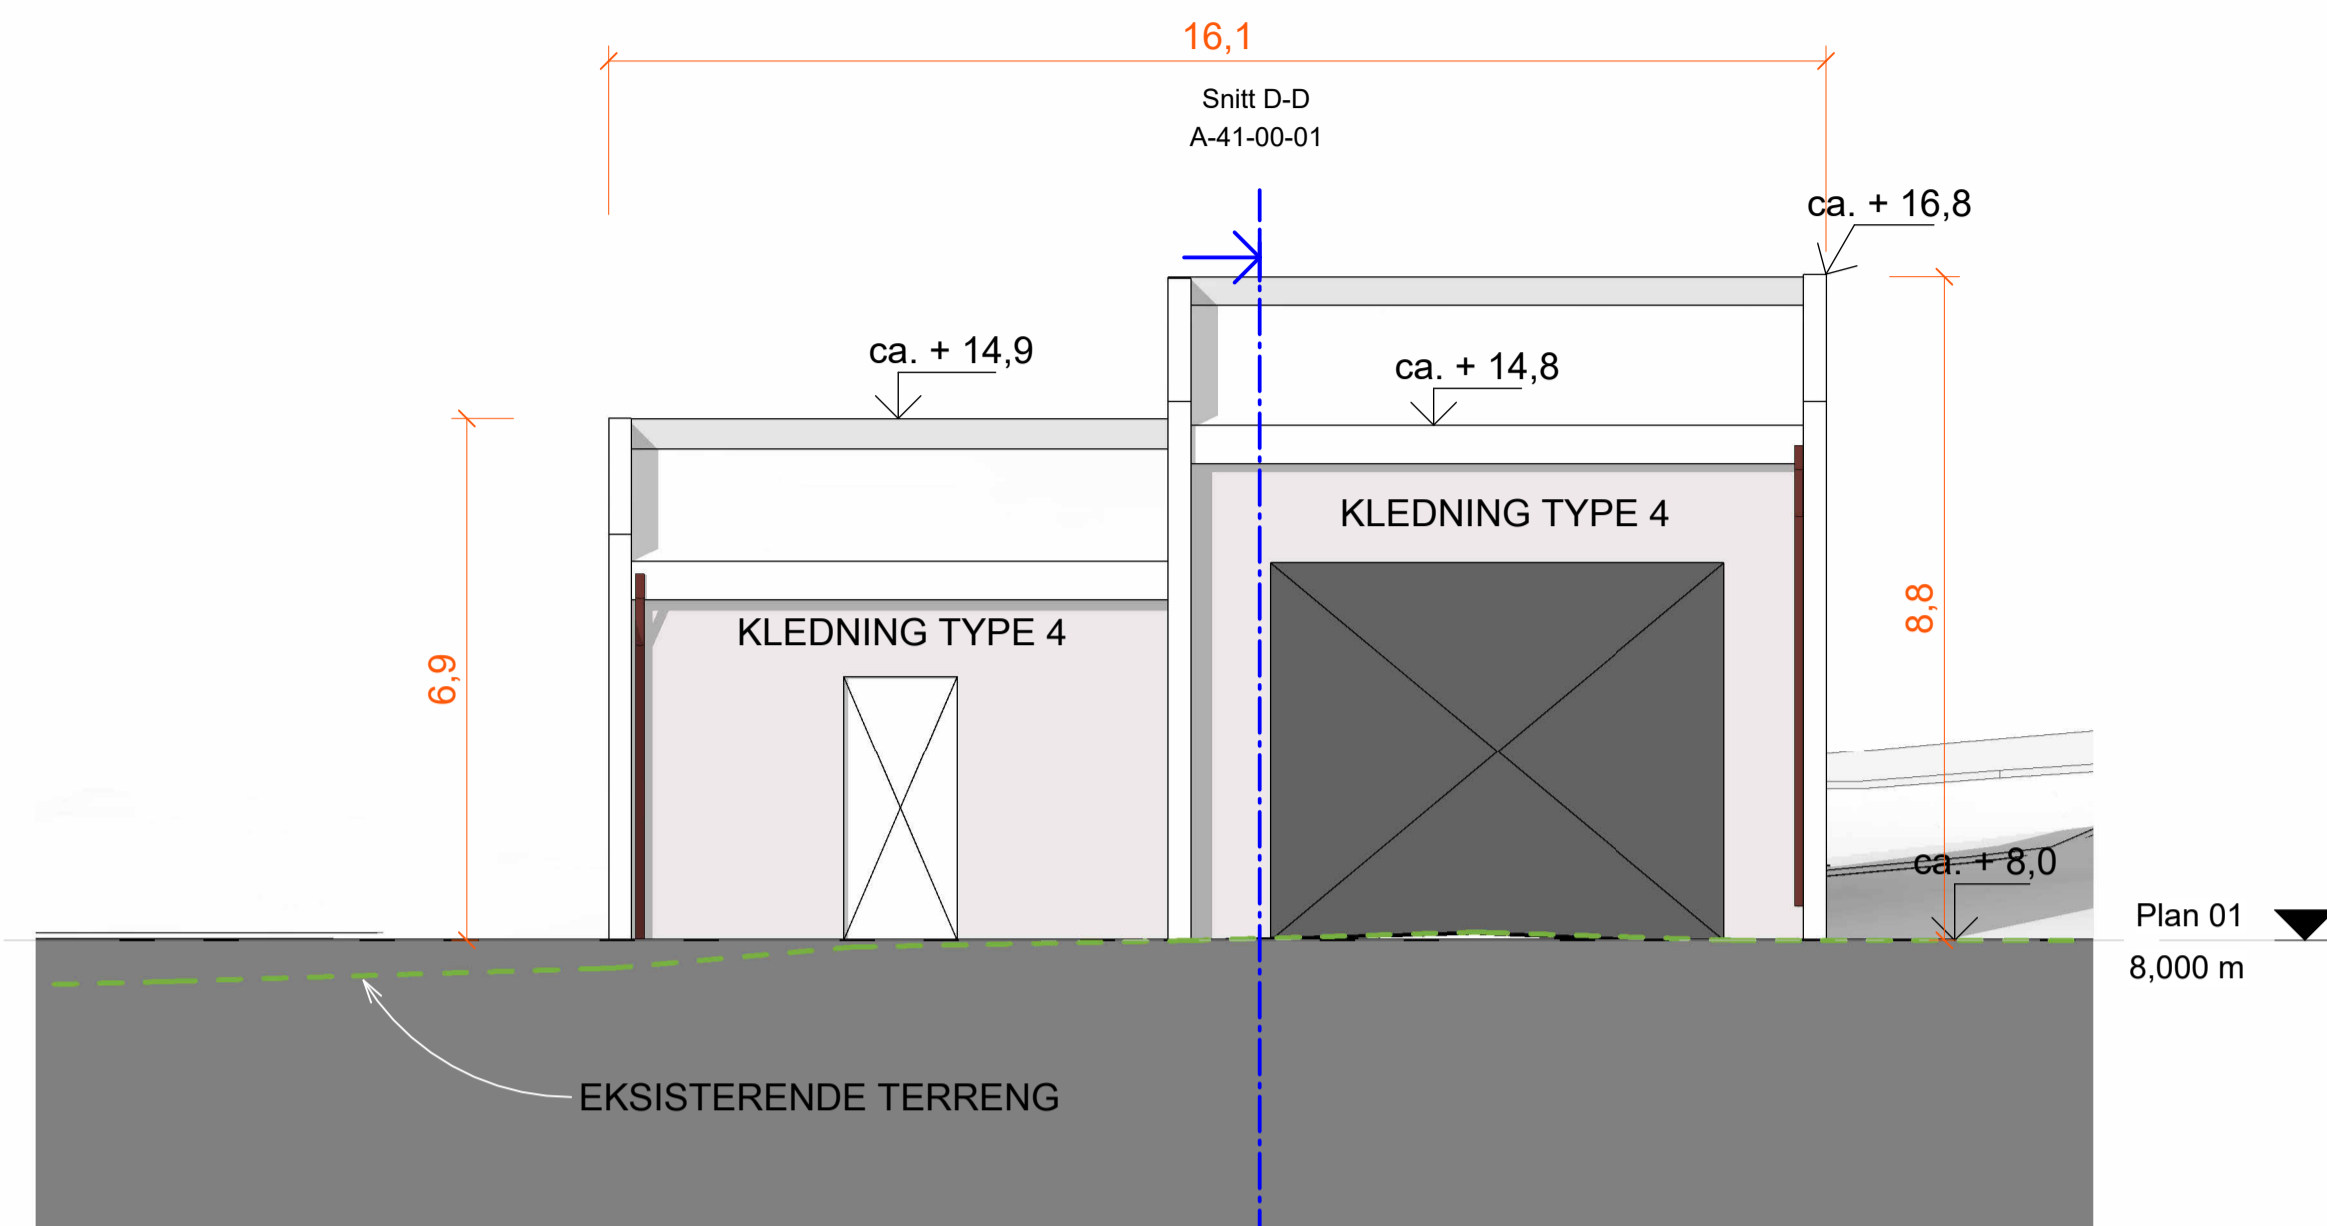 16,1
Snitt D-D
A-41-00-01
ca. + 16,8
ca. + 14,9
ca. + 14,8
KLEDNING TYPE 4
KLEDNING TYPE 4
6,9
8,8
ca. + 8,0
Plan 01
8,000 m
EKSISTERENDE TERRENG